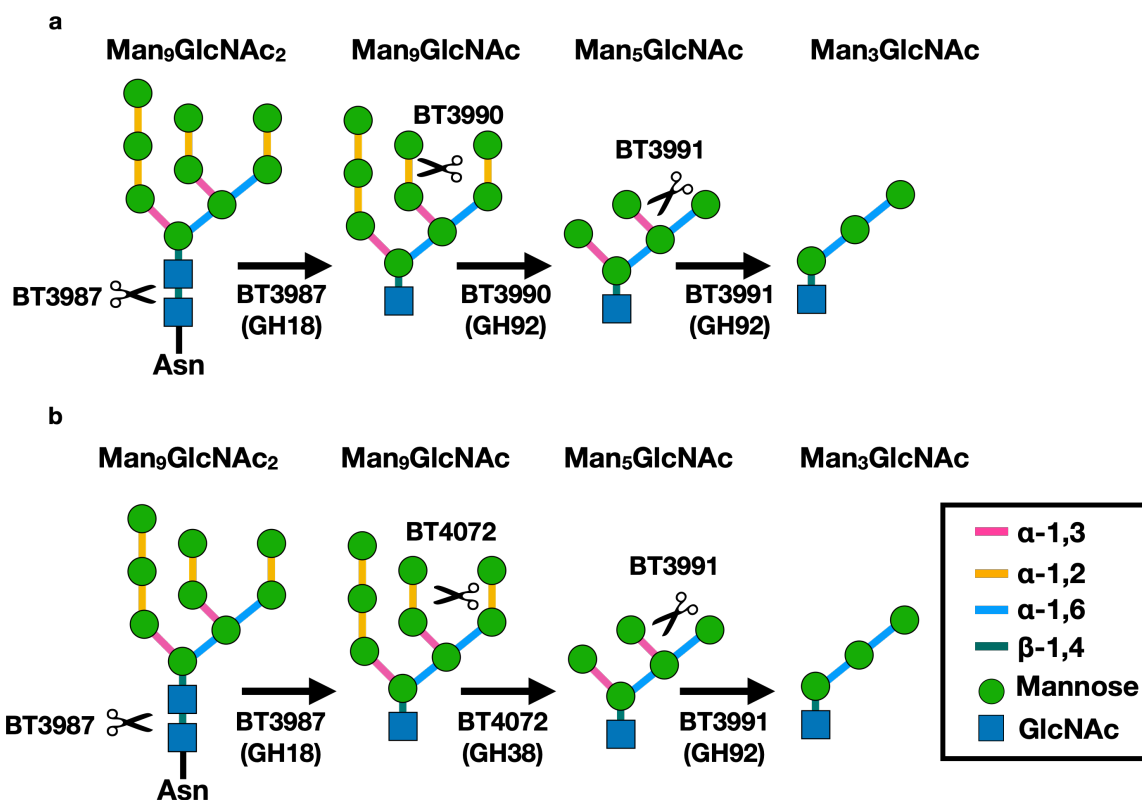 a
Man₉GlcNAc₂
Man₉GlcNAc
Man₅GlcNAc
Man₃GlcNAc
BT3990
BT3991
BT3987
BT3987
(GH18)
BT3990
(GH92)
BT3991
(GH92)
Asn
b
Man₉GlcNAc₂
Man₉GlcNAc
Man₅GlcNAc
Man₃GlcNAc
BT4072
BT3991
BT3987
BT3987
(GH18)
BT4072
(GH38)
BT3991
(GH92)
Asn
α-1,3
α-1,2
α-1,6
β-1,4
Mannose
GlcNAc